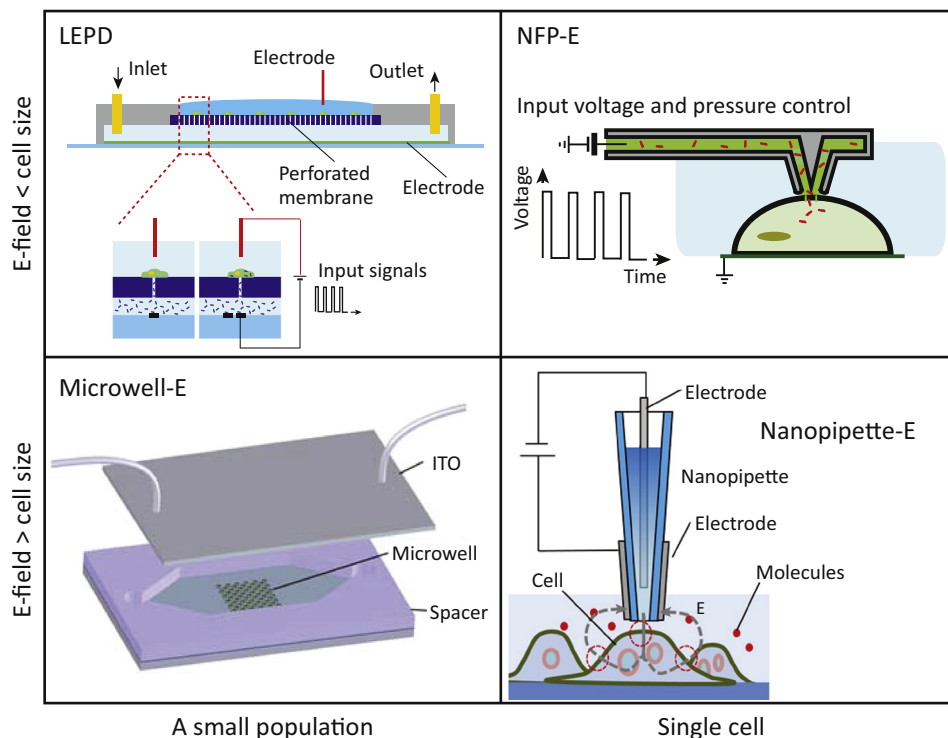 LEPD
Electrode
Inlet
Outlet
Perforated
membrane
Electrode
Input signals
E-field < cell size
NFP-E
Input voltage and pressure control
Voltage
Time
Microwell-E
ITO
Microwell
Spacer
E-field > cell size
Electrode
Nanopipette-E
Nanopipette
Electrode
Cell
Molecules
E
A small population
Single cell